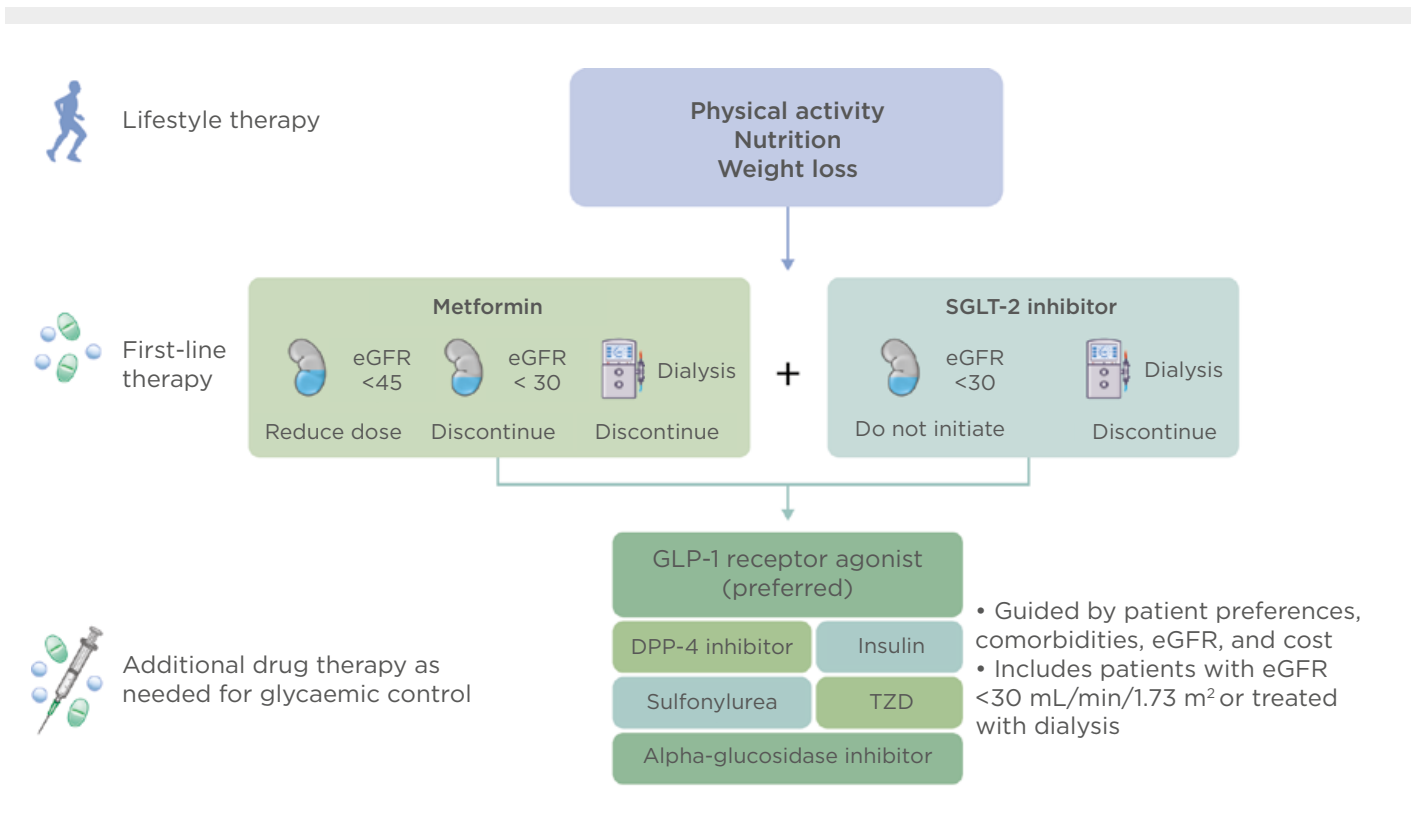 Lifestyle therapy
Physical activity
Nutrition
Weight loss
First-line
therapy
Metformin
eGFR
<45
Reduce dose
eGFR
< 30
Discontinue
Dialysis
Discontinue
+
SGLT-2 inhibitor
eGFR
<30
Do not initiate
Dialysis
Discontinue
Additional drug therapy as
needed for glycaemic control
GLP-1 receptor agonist
(preferred)
DPP-4 inhibitor
Insulin
Sulfonylurea
TZD
Alpha-glucosidase inhibitor
• Guided by patient preferences,
comorbidities, eGFR, and cost
• Includes patients with eGFR
<30 mL/min/1.73 m² or treated
with dialysis